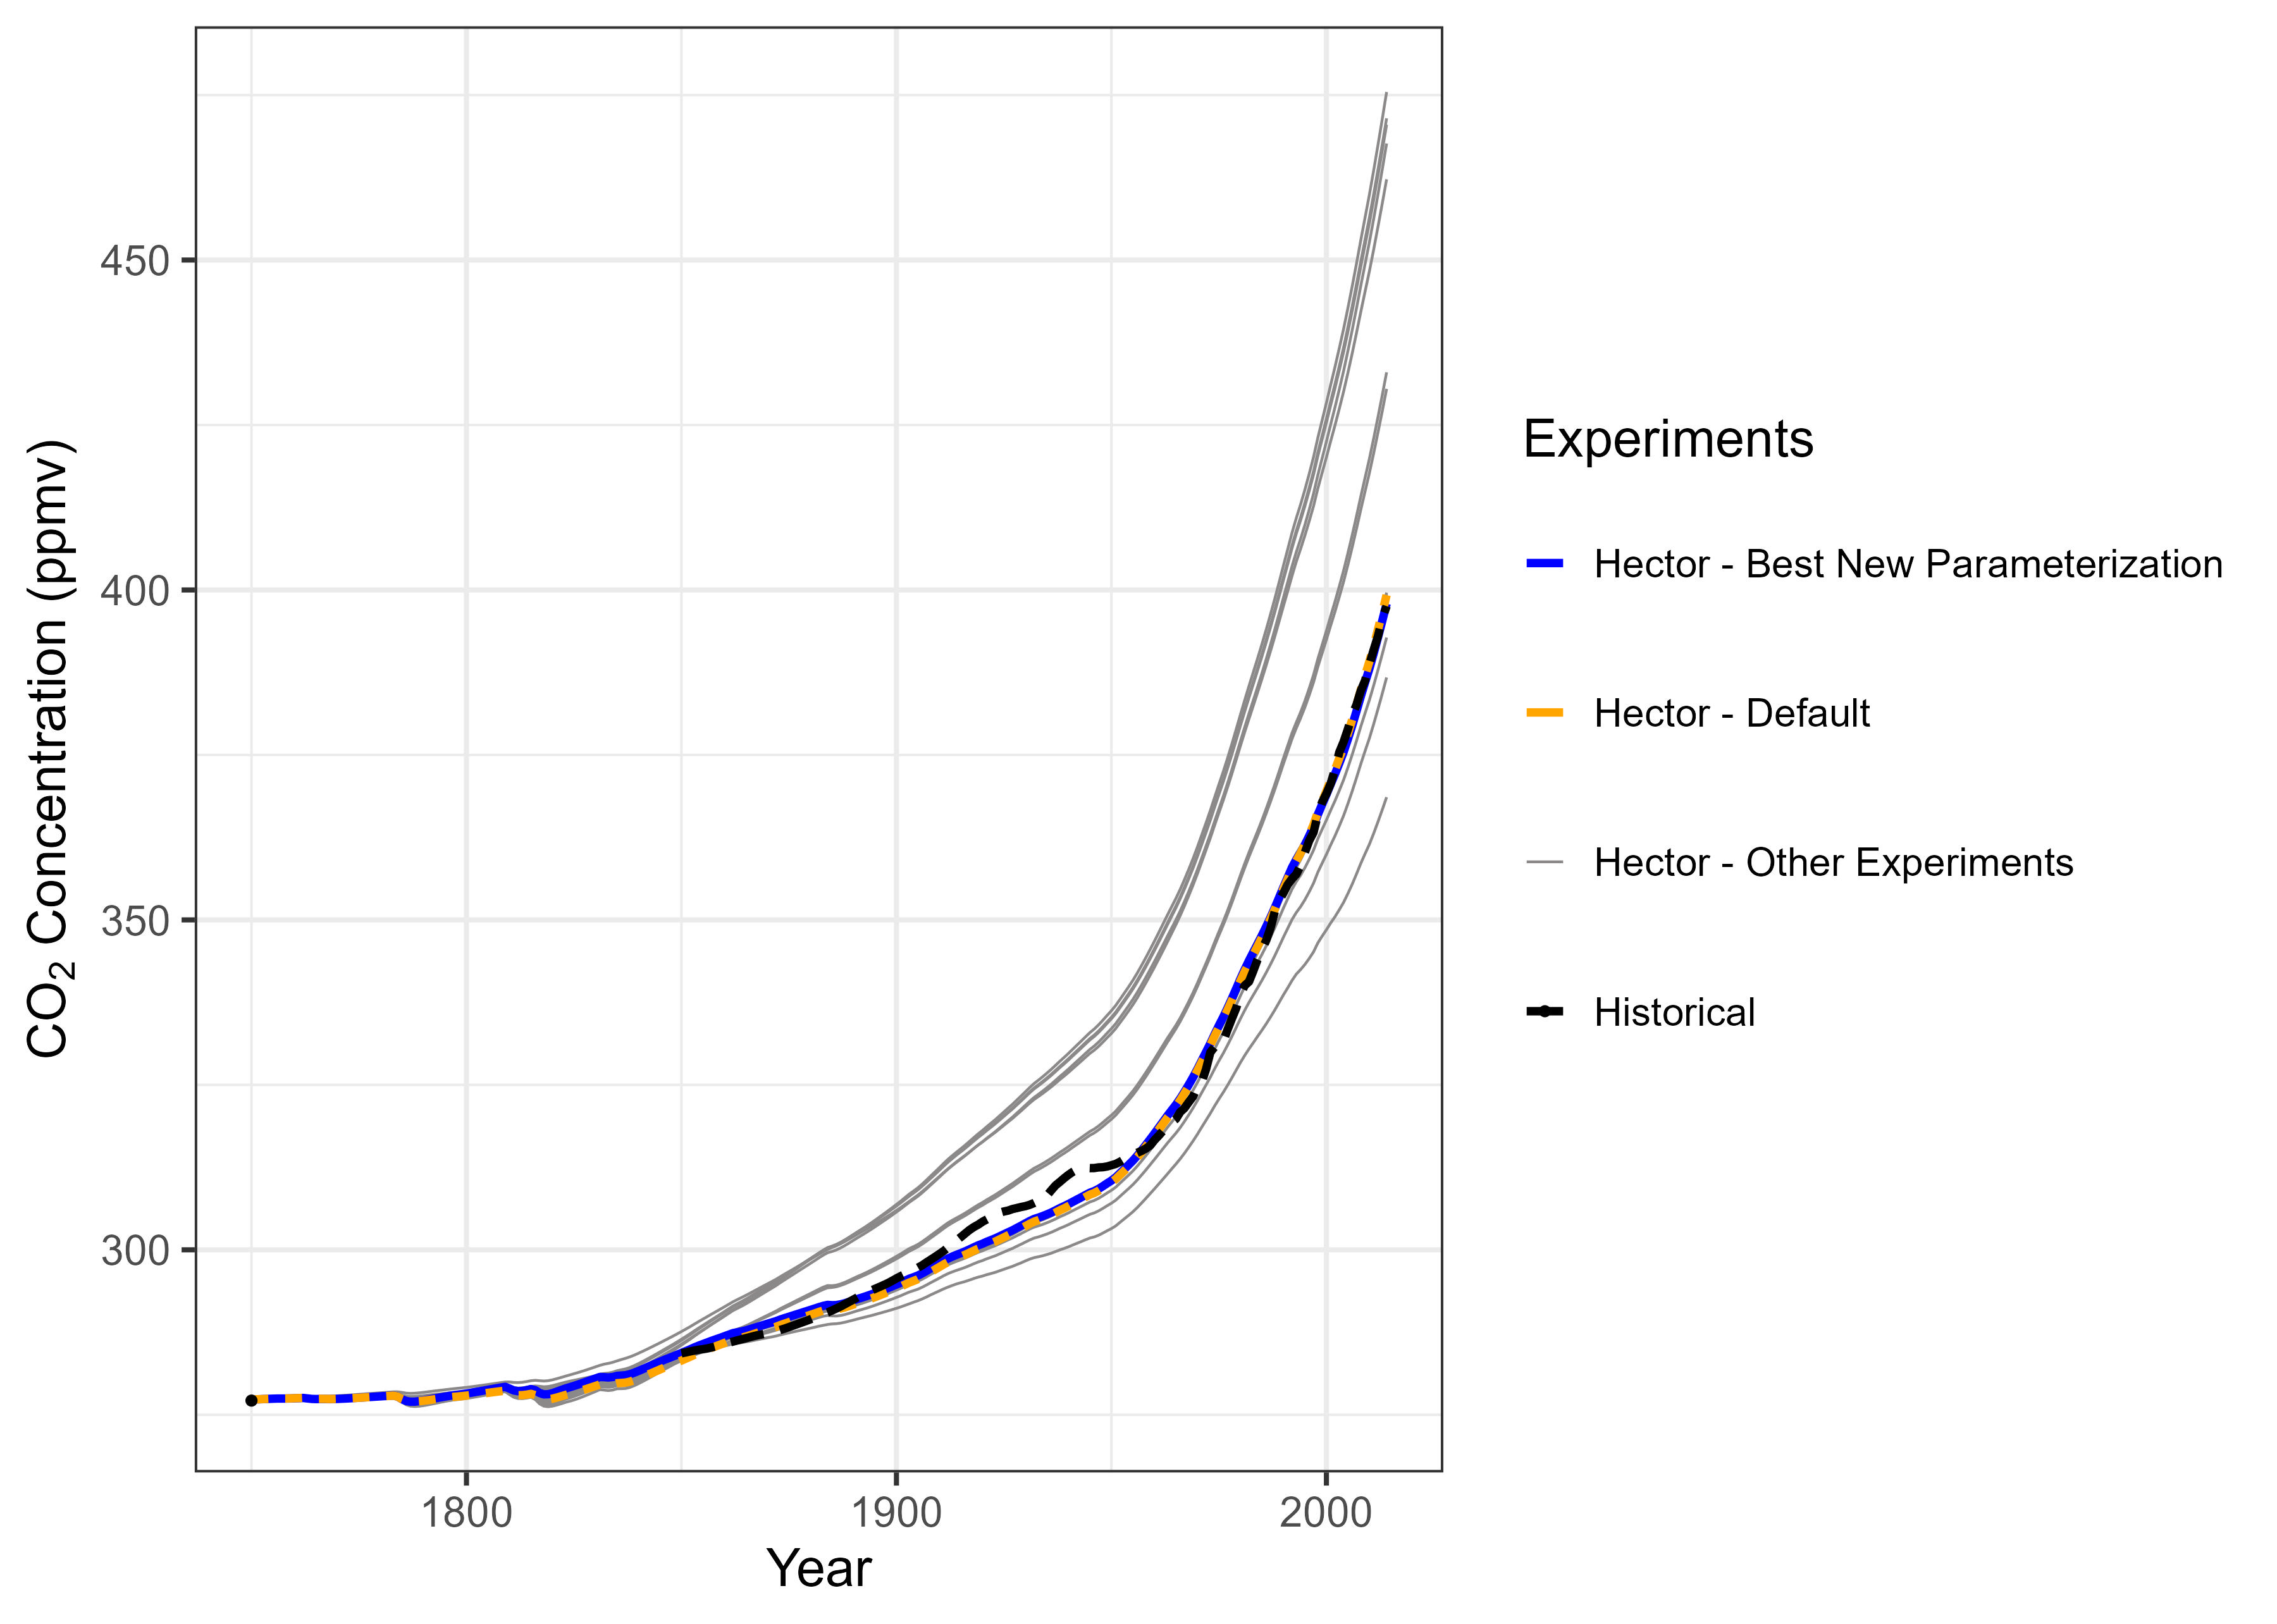 CO₂ Concentration (ppmv)
450
400
350
300
1800
1900
2000
Year
Experiments
Hector - Best New Parameterization
Hector - Default
Hector - Other Experiments
Historical